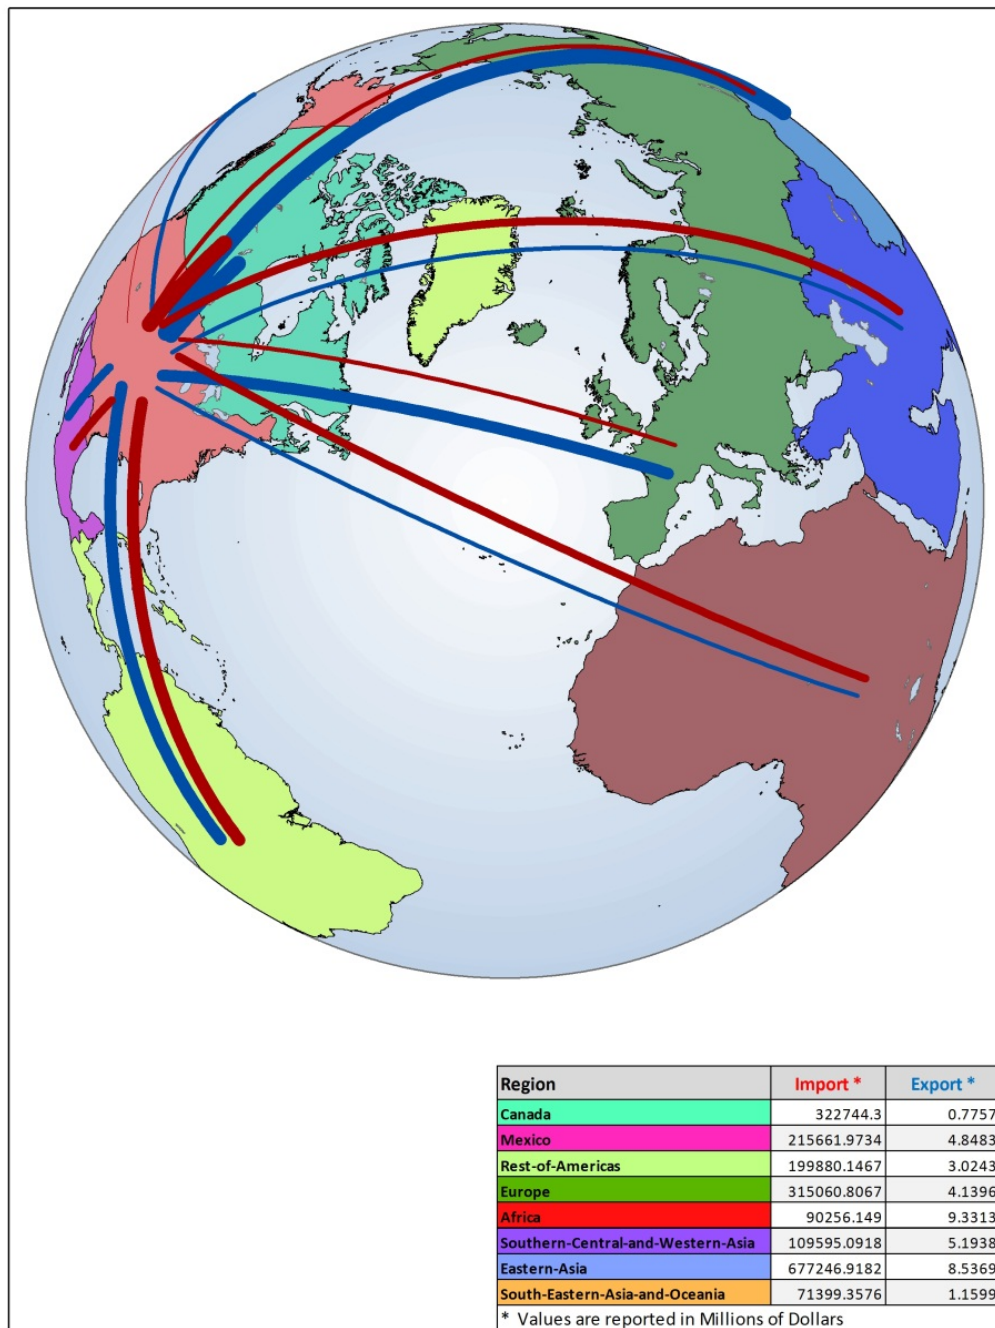 Region Import * Export *
Canada 322744.3 0.7757
Mexico 215661.9734 4.8483
Rest-of-Americas 199880.1467 3.0243
Europe 315060.8067 4.1396
Africa 90256.149 9.3313
Southern-Central-and-Western-Asia 109595.0918 5.1938
Eastern-Asia 677246.9182 8.5369
South-Eastern-Asia-and-Oceania 71399.3576 1.1599
* Values are reported in Millions of Dollars